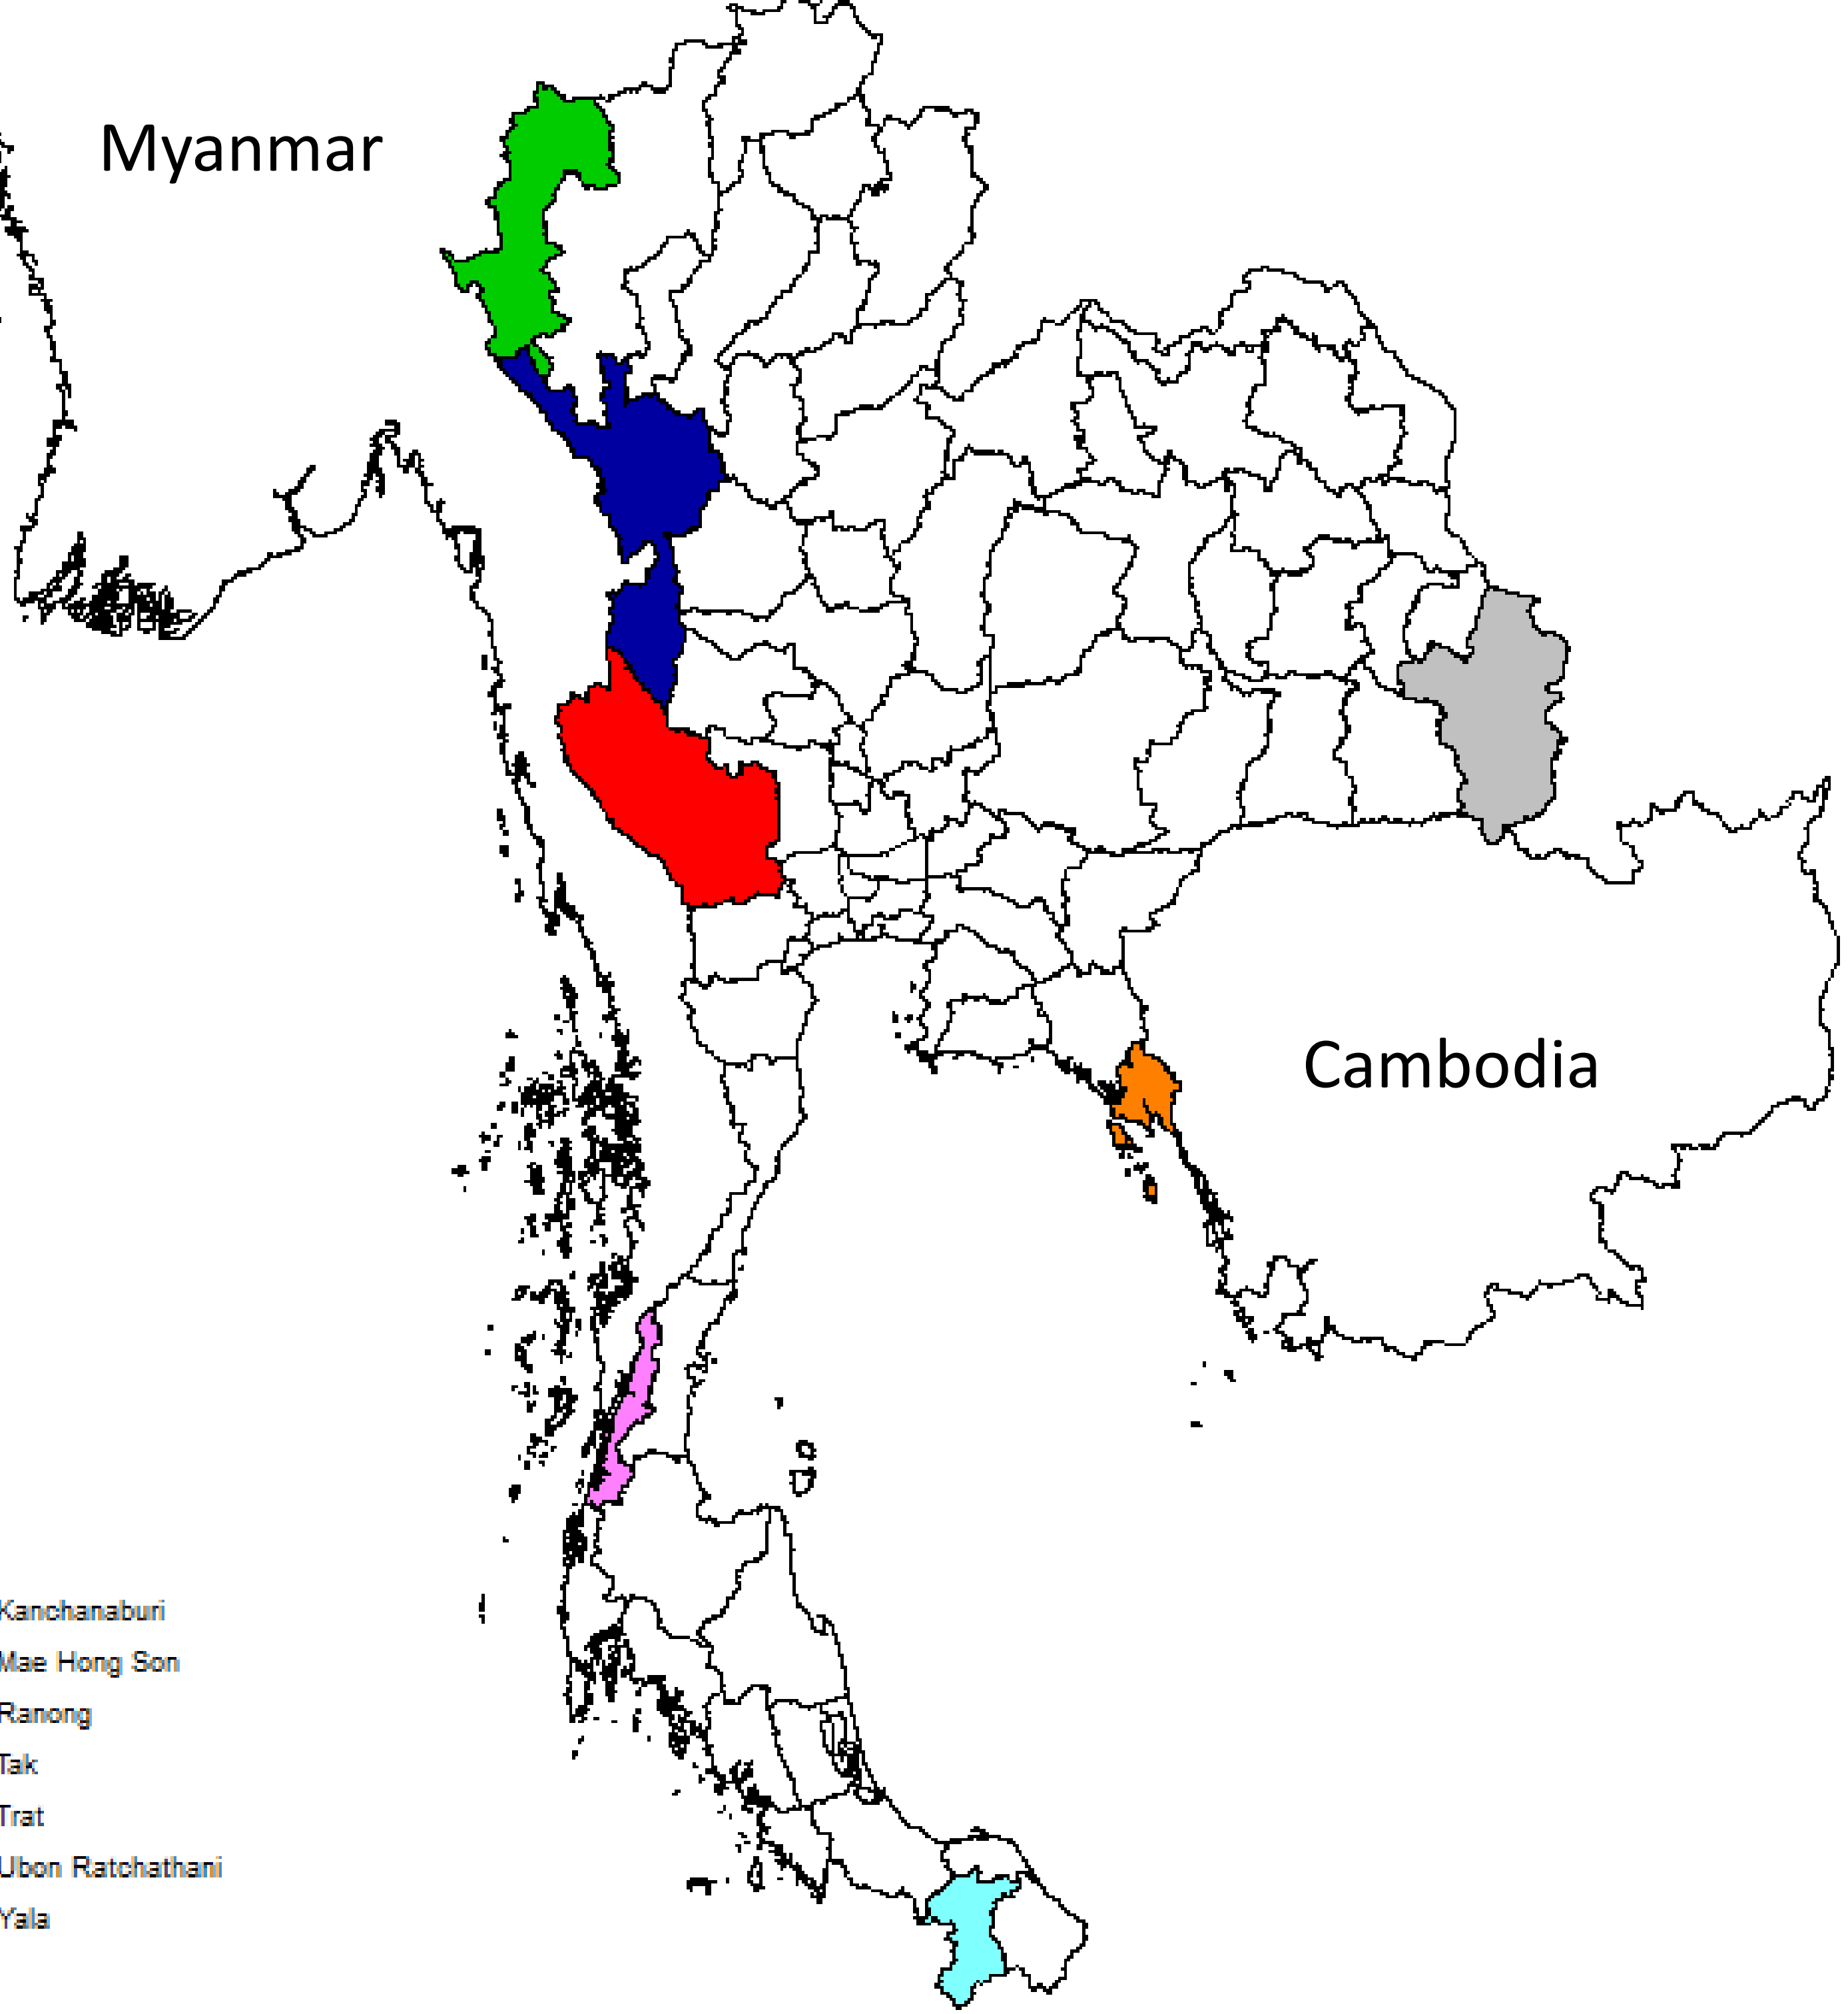 Myanmar
Cambodia
Kanchanaburi
Mae Hong Son
Ranong
Tak
Trat
Ubon Ratchathani
Yala